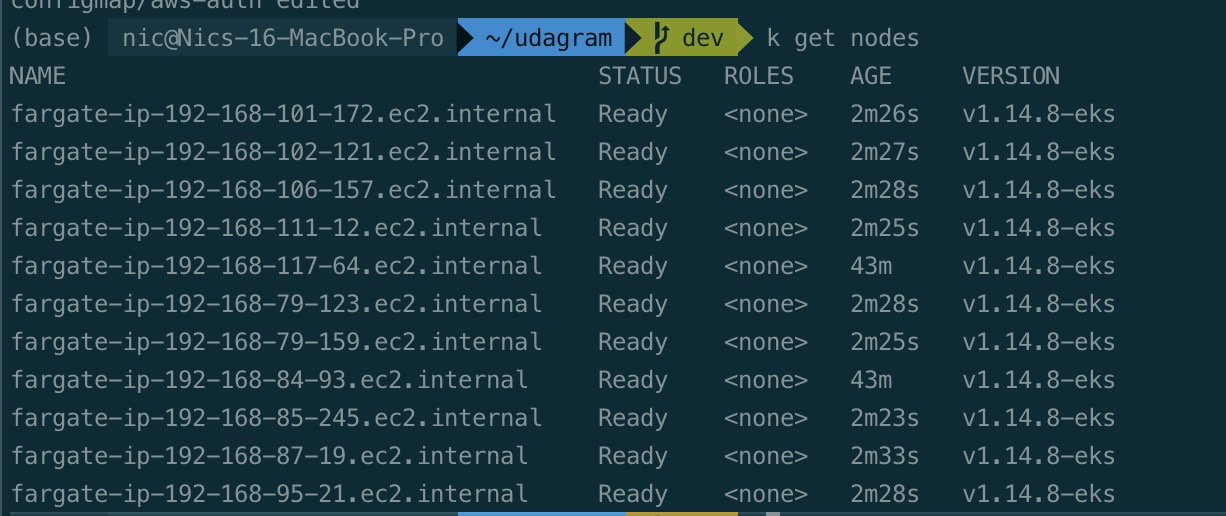 configmap/aws-auth edited
(base) nic@Nics-16-MacBook-Pro ~/udagram dev k get nodes
NAME STATUS ROLES AGE VERSION
fargate-ip-192-168-101-172.ec2.internal Ready <none> 2m26s v1.14.8-eks
fargate-ip-192-168-102-121.ec2.internal Ready <none> 2m27s v1.14.8-eks
fargate-ip-192-168-106-157.ec2.internal Ready <none> 2m28s v1.14.8-eks
fargate-ip-192-168-111-12.ec2.internal Ready <none> 2m25s v1.14.8-eks
fargate-ip-192-168-117-64.ec2.internal Ready <none> 43m v1.14.8-eks
fargate-ip-192-168-79-123.ec2.internal Ready <none> 2m28s v1.14.8-eks
fargate-ip-192-168-79-159.ec2.internal Ready <none> 2m25s v1.14.8-eks
fargate-ip-192-168-84-93.ec2.internal Ready <none> 43m v1.14.8-eks
fargate-ip-192-168-85-245.ec2.internal Ready <none> 2m23s v1.14.8-eks
fargate-ip-192-168-87-19.ec2.internal Ready <none> 2m33s v1.14.8-eks
fargate-ip-192-168-95-21.ec2.internal Ready <none> 2m28s v1.14.8-eks